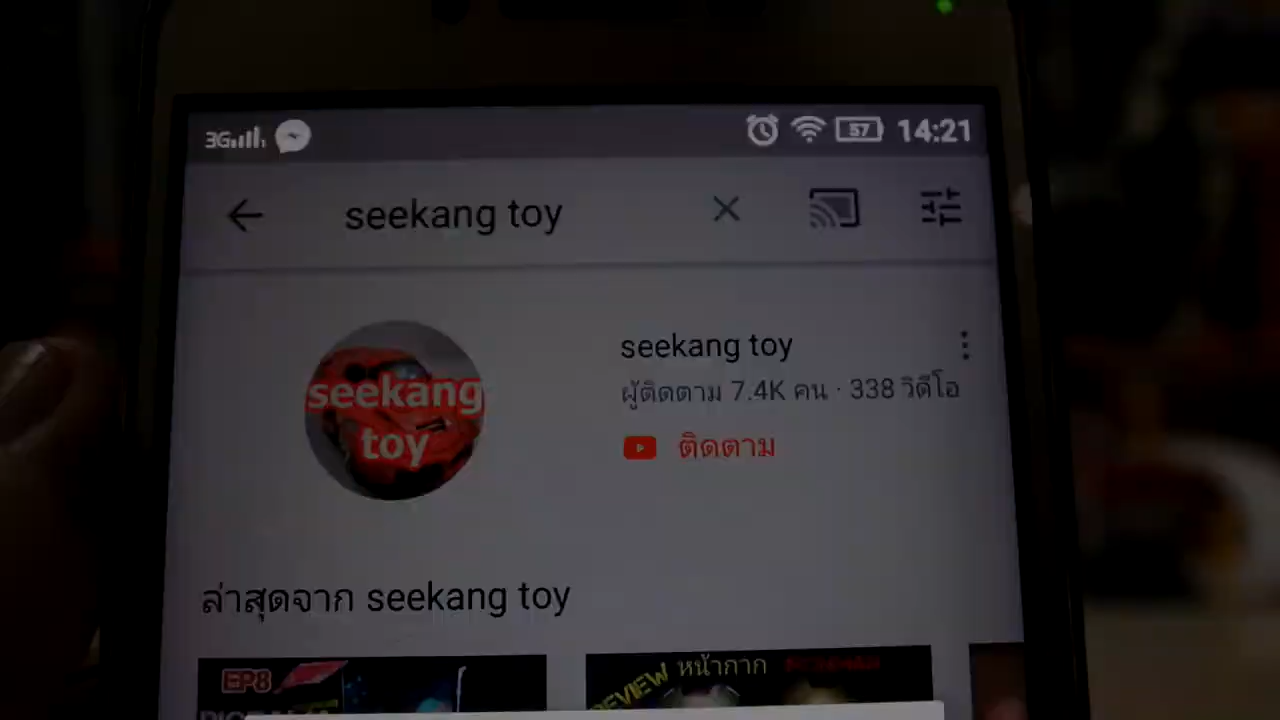 3G 57 14:21
seekang toy
seekang toy
ผู้ติดตาม 7.4K คน · 338 วิดีโอ
ติดตาม
seekang
toy
ล่าสุดจาก seekang toy
EP8
REVIEW หน้ากาก